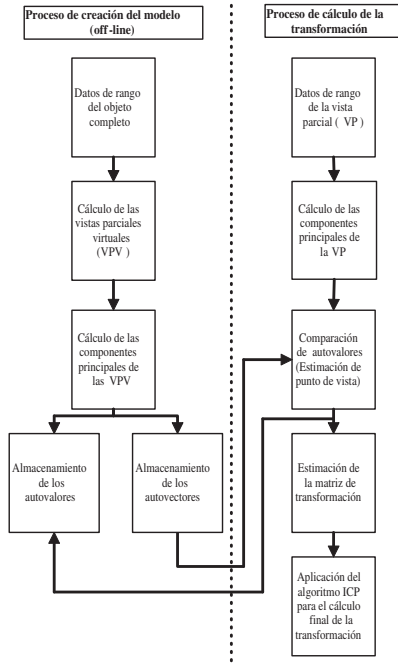 Proceso de creación del modelo
(off-line)
Datos de rango
del objeto
completo
Cálculo de las
vistas parciales
virtuales
(VPV )
Cálculo de las
componentes
principales de
las VPV
Almacenamiento
de los
autovalores
Almacenamiento
de los
autovectores
Proceso de cálculo de la
transformación
Datos de rango
de la vista
parcial ( VP )
Cálculo de las
componentes
principales de
la VP
Comparación
de autovalores
(Estimación de
punto de vista)
Estimación de
la matriz de
transformación
Aplicación del
algoritmo ICP
para el cálculo
final de la
transformación